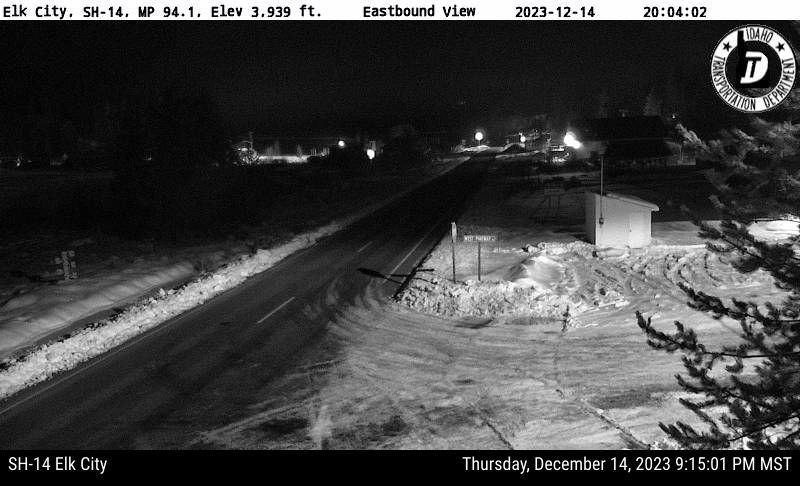 Elk City, SH-14, MP 94.1, Elev 3,939 ft. Eastbound View 2023-12-14 20:04:02
IDAHO
TRANSPORTATION DEPARTMENT
SH-14 Elk City Thursday, December 14, 2023 9:15:01 PM MST